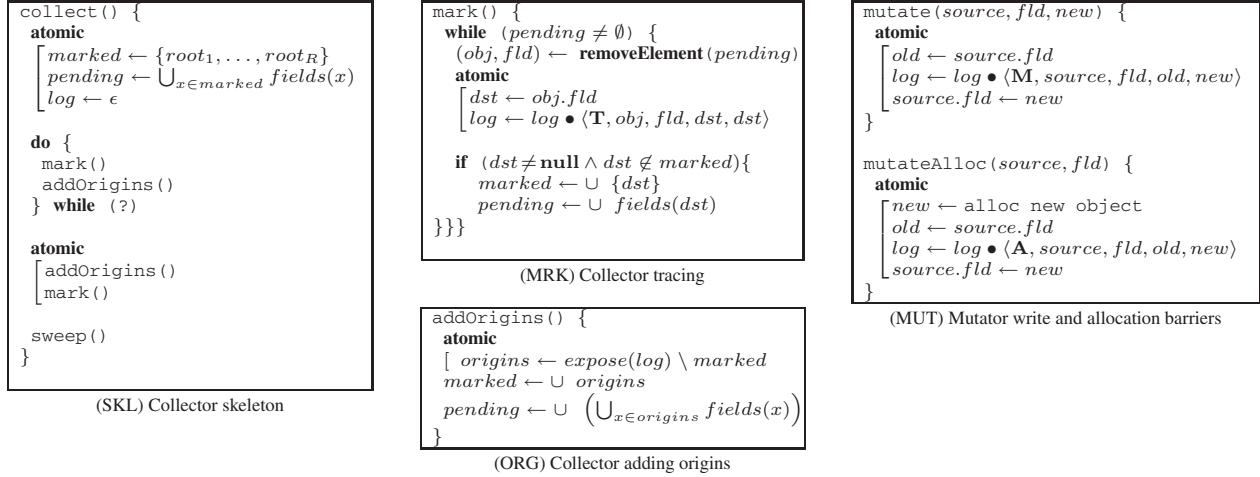 collect() {
atomic
marked ← {root₁, . . . , root_R}
pending ← ⋃_{x∈marked} fields(x)
log ← ϵ
do {
mark()
addOrigins()
} while (?)
atomic
addOrigins()
mark()
sweep()
}
(SKL) Collector skeleton
mark() {
while (pending ≠ ∅) {
(obj, fld) ← removeElement(pending)
atomic
dst ← obj.fld
log ← log • ⟨T, obj, fld, dst, dst⟩
if (dst ≠ null ∧ dst ∉ marked){
marked ← ∪ {dst}
pending ← ∪ fields(dst)
}}}
(MRK) Collector tracing
addOrigins() {
atomic
[ origins ← expose(log) \ marked
marked ← ∪ origins
pending ← ∪ (⋃_{x∈origins} fields(x))
}
(ORG) Collector adding origins
mutate(source, fld, new) {
atomic
old ← source.fld
log ← log • ⟨M, source, fld, old, new⟩
source.fld ← new
}
mutateAlloc(source, fld) {
atomic
new ← alloc new object
old ← source.fld
log ← log • ⟨A, source, fld, old, new⟩
source.fld ← new
}
(MUT) Mutator write and allocation barriers